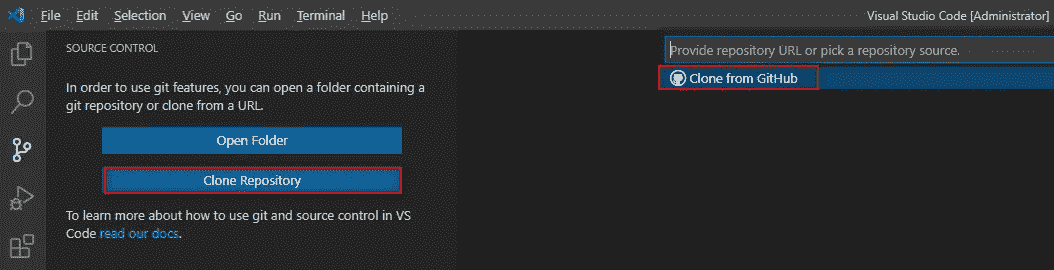 File Edit Selection View Go Run Terminal Help Visual Studio Code [Administrator]
SOURCE CONTROL
In order to use git features, you can open a folder containing a
git repository or clone from a URL.
Open Folder
Clone Repository
To learn more about how to use git and source control in VS
Code read our docs.
Provide repository URL or pick a repository source.
Clone from GitHub